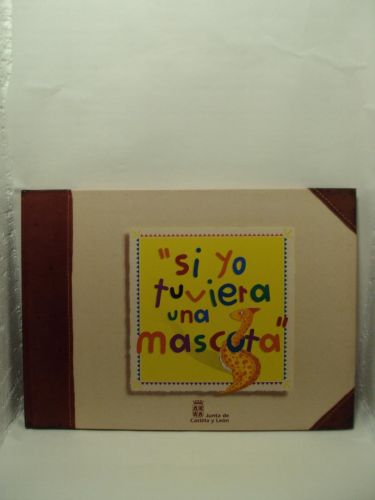 "si yo
tuviera
una
mascota"
Junta de
Castilla y León